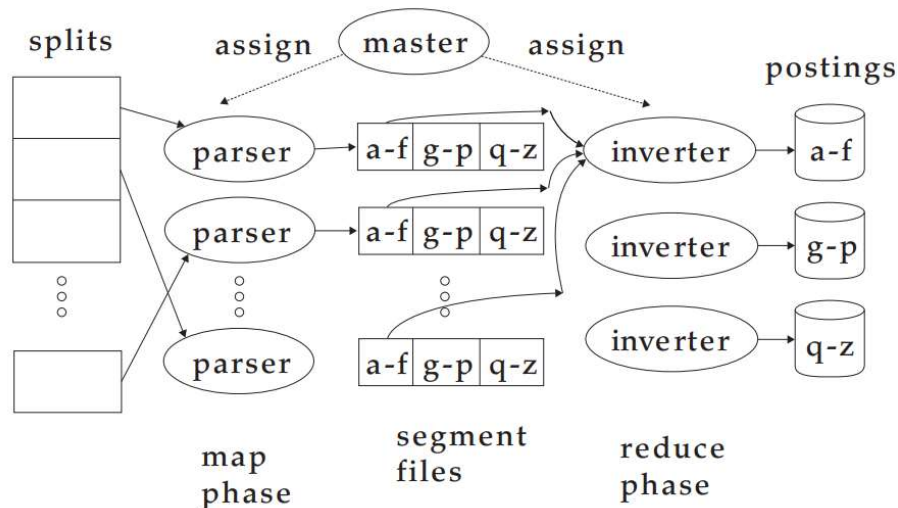 splits
assign
master
assign
postings
parser
a-f g-p q-z
inverter
a-f
parser
a-f g-p q-z
inverter
g-p
parser
a-f g-p q-z
inverter
q-z
map
phase
segment
files
reduce
phase